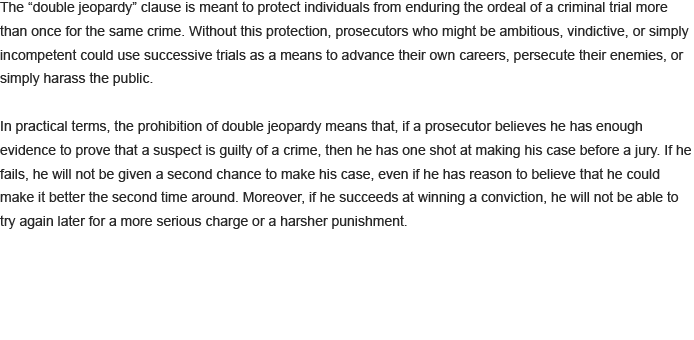 The “double jeopardy” clause is meant to protect individuals from enduring the ordeal of a criminal trial more
than once for the same crime. Without this protection, prosecutors who might be ambitious, vindictive, or simply
incompetent could use successive trials as a means to advance their own careers, persecute their enemies, or
simply harass the public.
In practical terms, the prohibition of double jeopardy means that, if a prosecutor believes he has enough
evidence to prove that a suspect is guilty of a crime, then he has one shot at making his case before a jury. If he
fails, he will not be given a second chance to make his case, even if he has reason to believe that he could
make it better the second time around. Moreover, if he succeeds at winning a conviction, he will not be able to
try again later for a more serious charge or a harsher punishment.